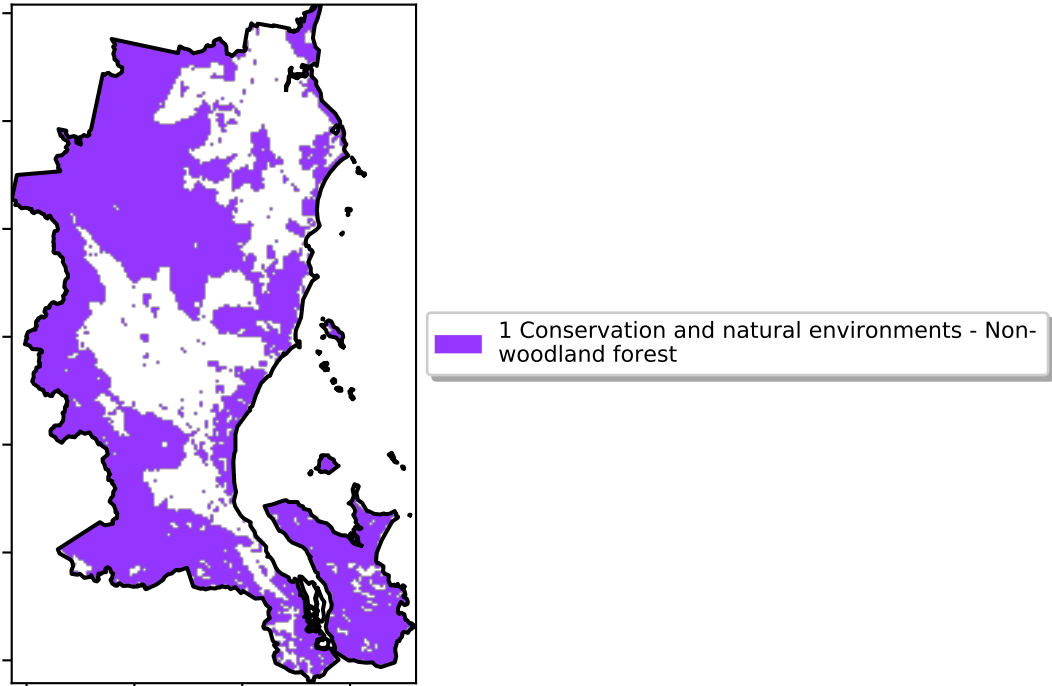 1 Conservation and natural environments - Non-
woodland forest